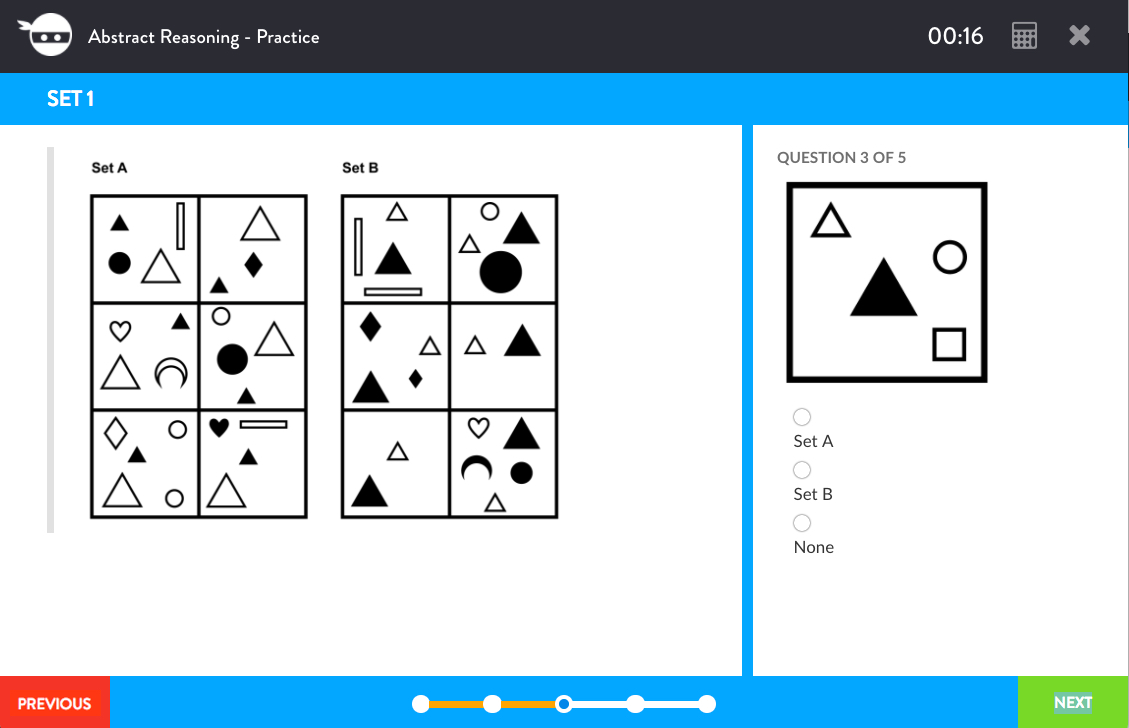 Abstract Reasoning - Practice
00:16
SET 1
Set A
Set B
QUESTION 3 OF 5
Set A
Set B
None
PREVIOUS
NEXT